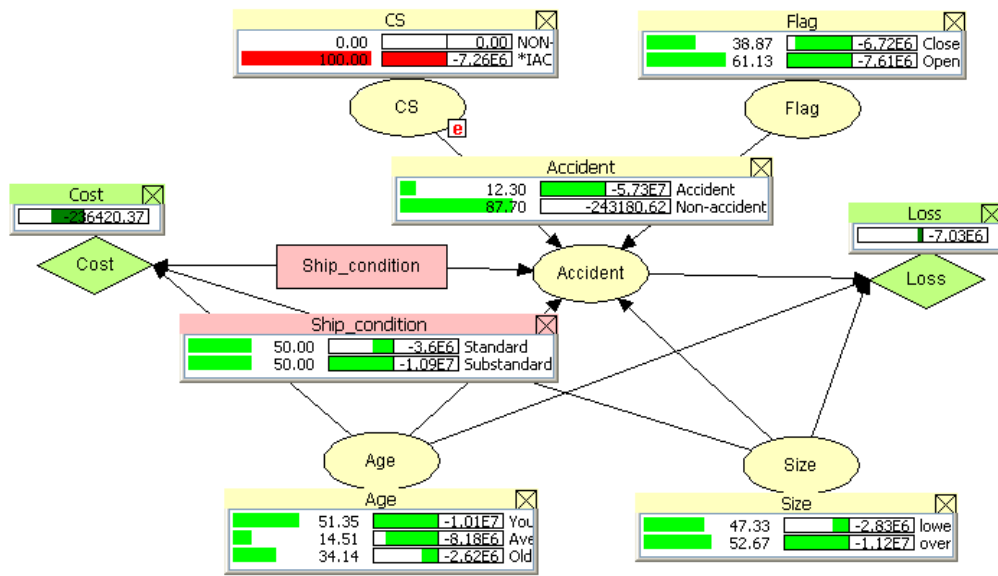 CS
0.00 0.00 NON-
100.00 -7.26E6 *IAC
CS
e
Flag
38.87 -6.72E6 Close
61.13 -7.61E6 Open
Flag
Accident
12.30 -5.73E7 Accident
87.70 -243180.62 Non-accident
Cost
-236420.37
Cost
Ship_condition
Accident
Loss
-7.03E6
Loss
Ship_condition
50.00 -3.6E6 Standard
50.00 -1.09E7 Substandard
Age
Age
51.35 -1.01E7 You
14.51 -8.18E6 Ave
34.14 -2.62E6 Old
Size
Size
47.33 -2.83E6 lowe
52.67 -1.12E7 over